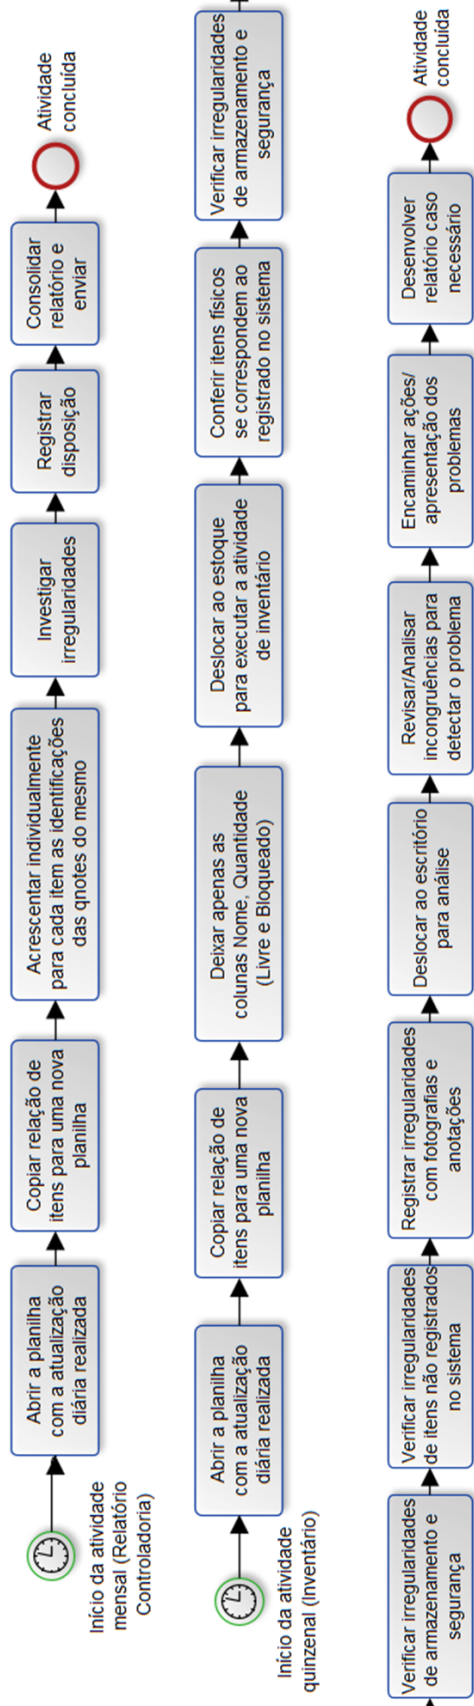 Início da atividade
mensal (Relatório
Controladoria)
Abrir a planilha
com a atualização
diária realizada
Copiar relação de
itens para uma nova
planilha
Acrescentar individualmente
para cada item as identificações
das qnotes do mesmo
Investigar
irregularidades
Registrar
disposição
Consolidar
relatório e
enviar
Atividade
concluída
Início da atividade
quinzenal (Inventário)
Abrir a planilha
com a atualização
diária realizada
Copiar relação de
itens para uma nova
planilha
Deixar apenas as
colunas Nome, Quantidade
(Livre e Bloqueado)
Deslocar ao estoque
para executar a atividade
de inventário
Conferir itens físicos
se correspondem ao
registrado no sistema
Verificar irregularidades
de armazenamento e
segurança
Verificar irregularidades
de armazenamento e
segurança
Verificar irregularidades
de itens não registrados
no sistema
Registrar irregularidades
com fotografias e
anotações
Deslocar ao escritório
para análise
Revisar/Analisar
incongruências para
detectar o problema
Encaminhar ações/
apresentação dos
problemas
Desenvolver
relatório caso
necessário
Atividade
concluída